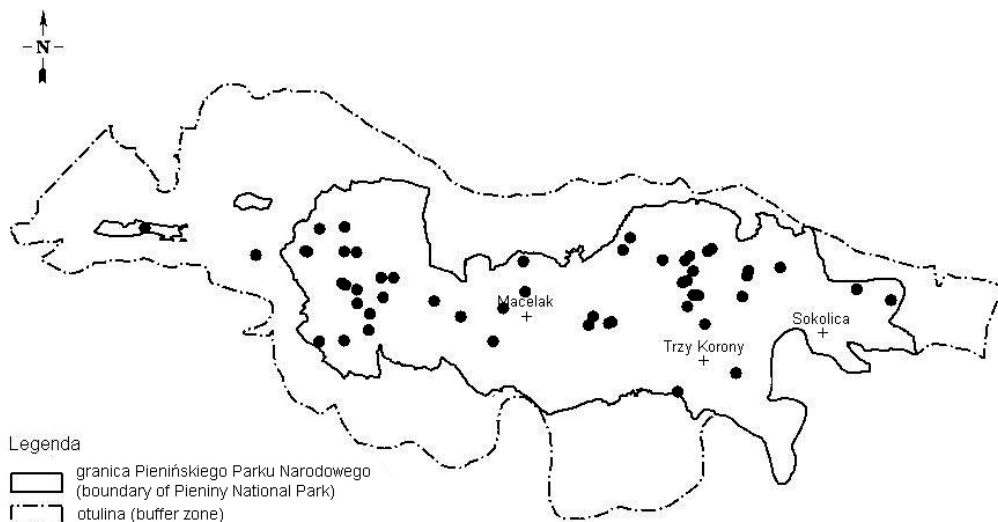 N
Macelak
Sokolica
Trzy Korony
Legenda
granica Pienińskiego Parku Narodowego
(boundary of Pieniny National Park)
otulina (buffer zone)